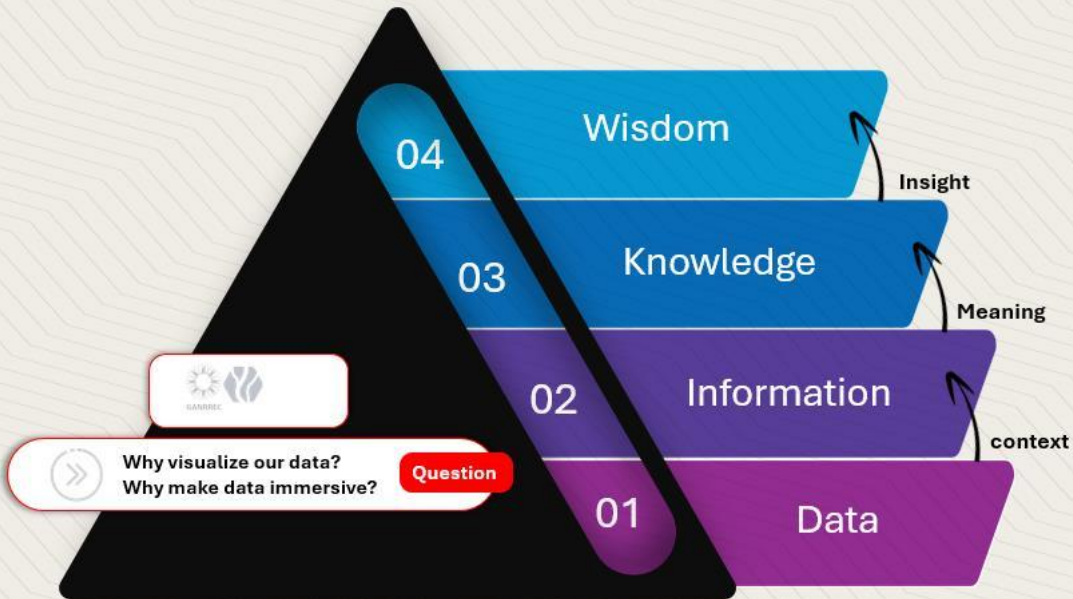 04
Wisdom
Insight
03
Knowledge
Meaning
02
Information
context
01
Data
GANRREC
Why visualize our data?
Why make data immersive?
Question